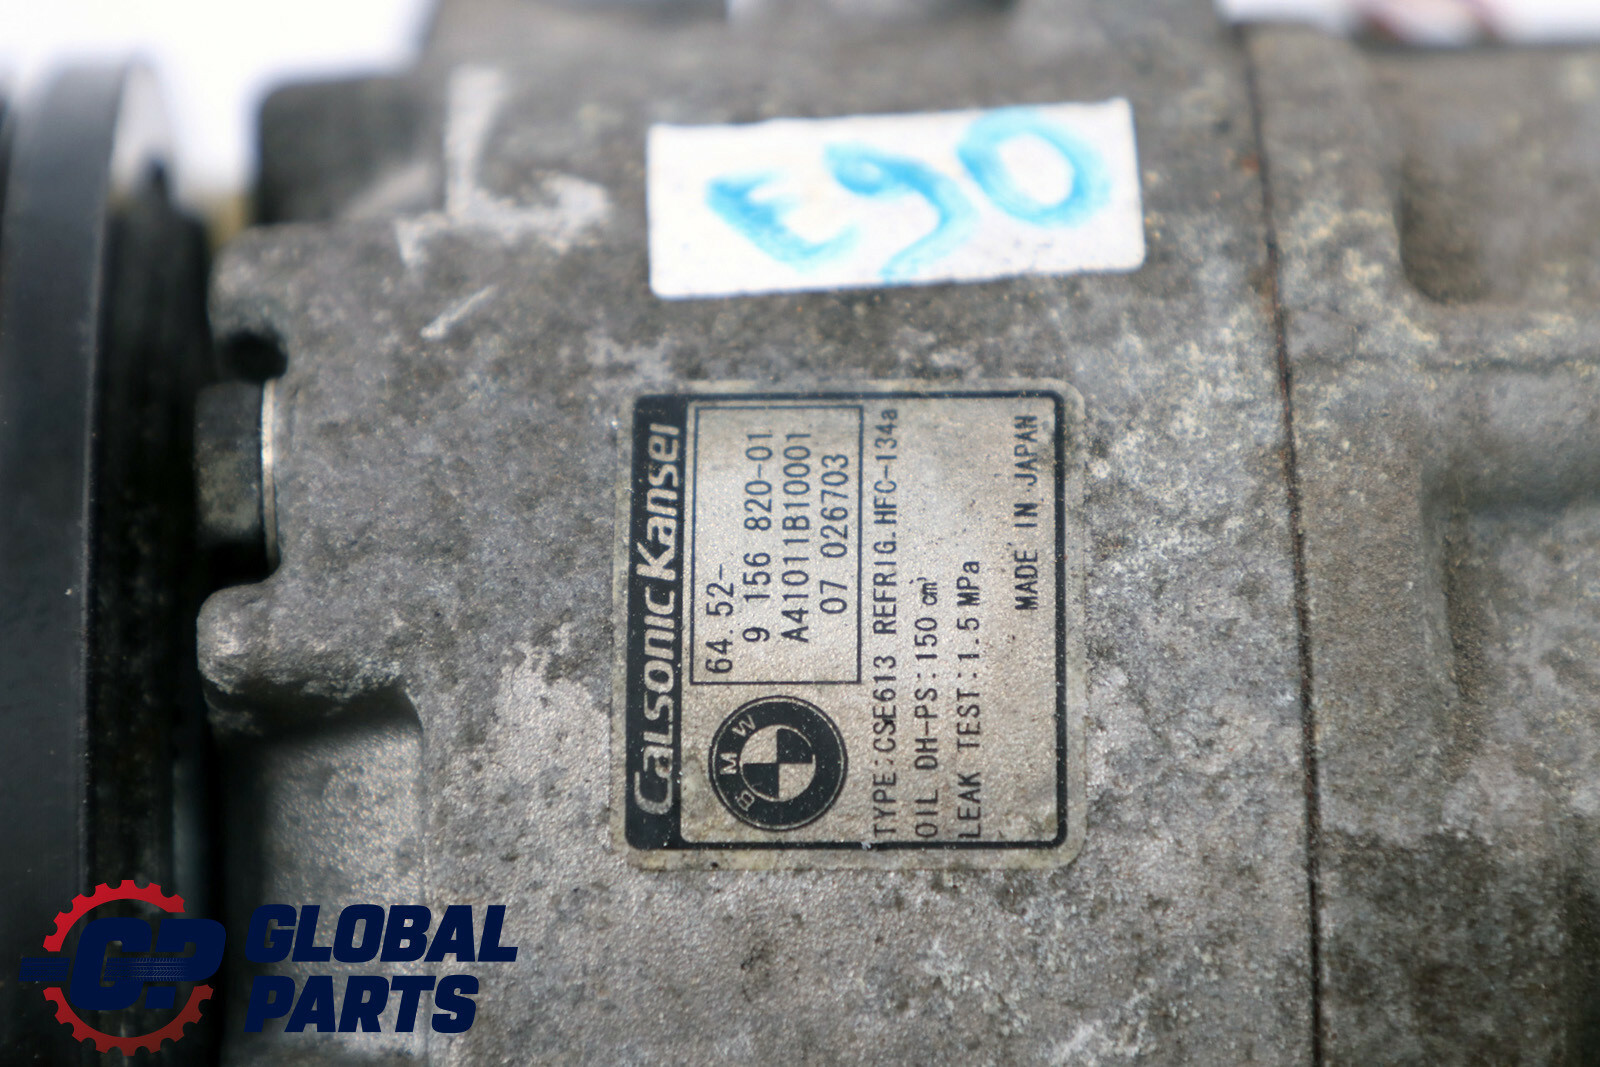 E90
Calsonic Kansei
64. 52-
9 156 820-01
A41011B10001
07 026703
BMW
TYPE:CSE613 REFRIG.HFC-134a
OIL DH-PS:150 cm³
LEAK TEST:1.5 MPa
MADE IN JAPAN
GP GLOBAL
PARTS